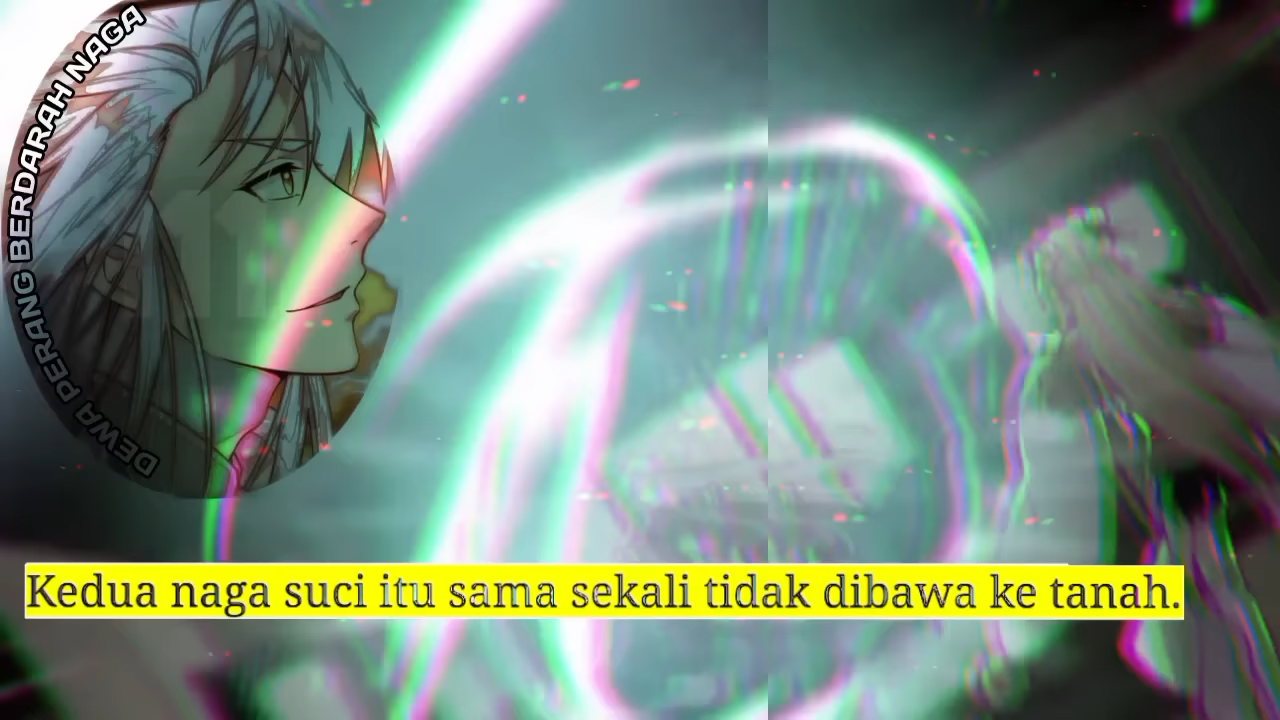 DEWA PERANG BERDARAH NAGA
Kedua naga suci itu sama sekali tidak dibawa ke tanah.